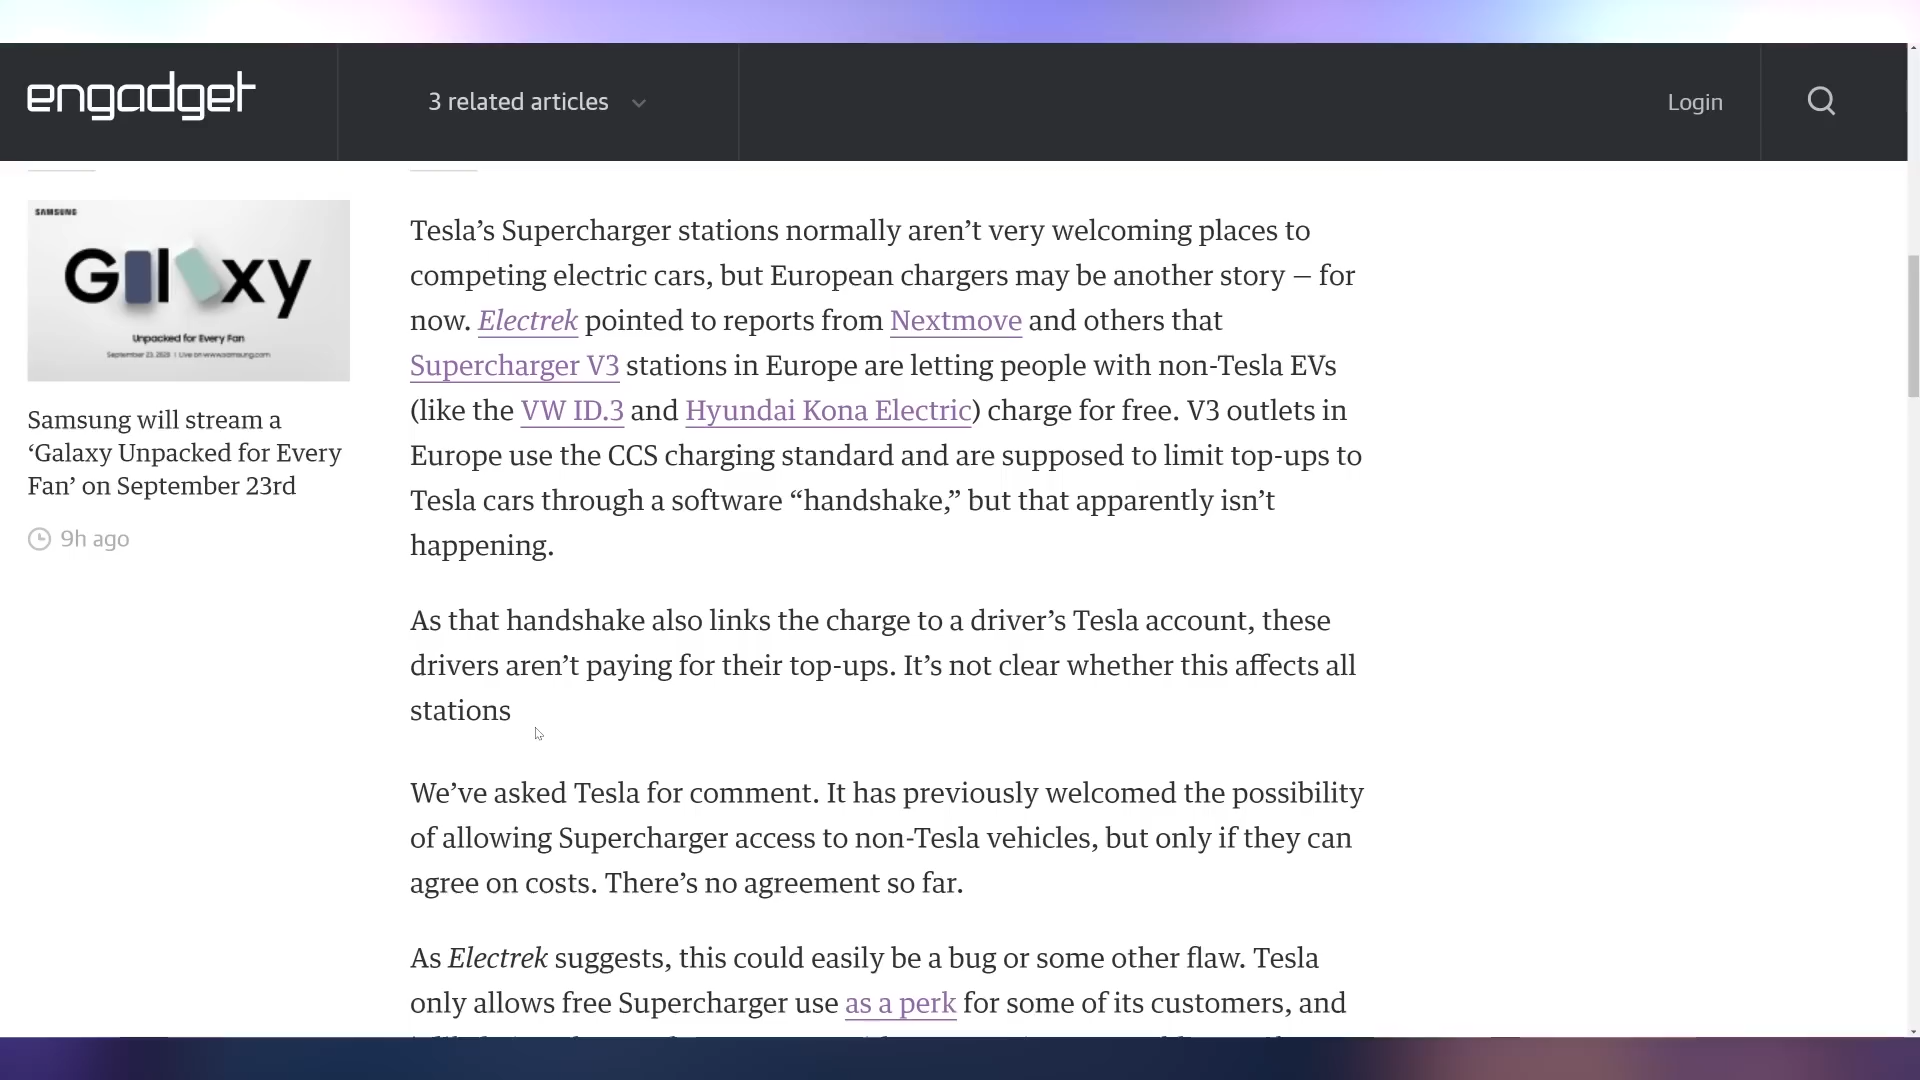 engadget
3 related articles
Login
SAMSUNG
Galaxy
Unpacked for Every Fan
September 23, 2020 | Live on www.samsung.com
Samsung will stream a
‘Galaxy Unpacked for Every
Fan’ on September 23rd
9h ago
Tesla’s Supercharger stations normally aren’t very welcoming places to
competing electric cars, but European chargers may be another story — for
now. Electrek pointed to reports from Nextmove and others that
Supercharger V3 stations in Europe are letting people with non-Tesla EVs
(like the VW ID.3 and Hyundai Kona Electric) charge for free. V3 outlets in
Europe use the CCS charging standard and are supposed to limit top-ups to
Tesla cars through a software “handshake,” but that apparently isn’t
happening.
As that handshake also links the charge to a driver’s Tesla account, these
drivers aren’t paying for their top-ups. It’s not clear whether this affects all
stations
We’ve asked Tesla for comment. It has previously welcomed the possibility
of allowing Supercharger access to non-Tesla vehicles, but only if they can
agree on costs. There’s no agreement so far.
As Electrek suggests, this could easily be a bug or some other flaw. Tesla
only allows free Supercharger use as a perk for some of its customers, and